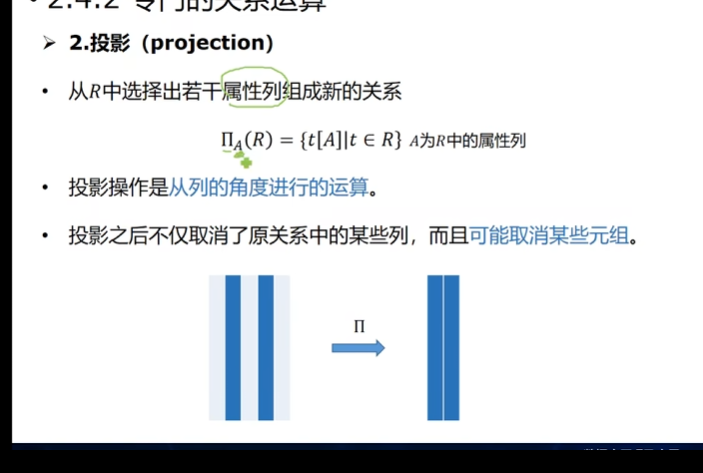 2.4.2 专门的关系运算
➢ 2.投影（projection）
• 从R中选择出若干属性列组成新的关系
Π_A(R) = {t[A]|t ∈ R} A为R中的属性列
• 投影操作是从列的角度进行的运算。
• 投影之后不仅取消了原关系中的某些列，而且可能取消某些元组。
Π